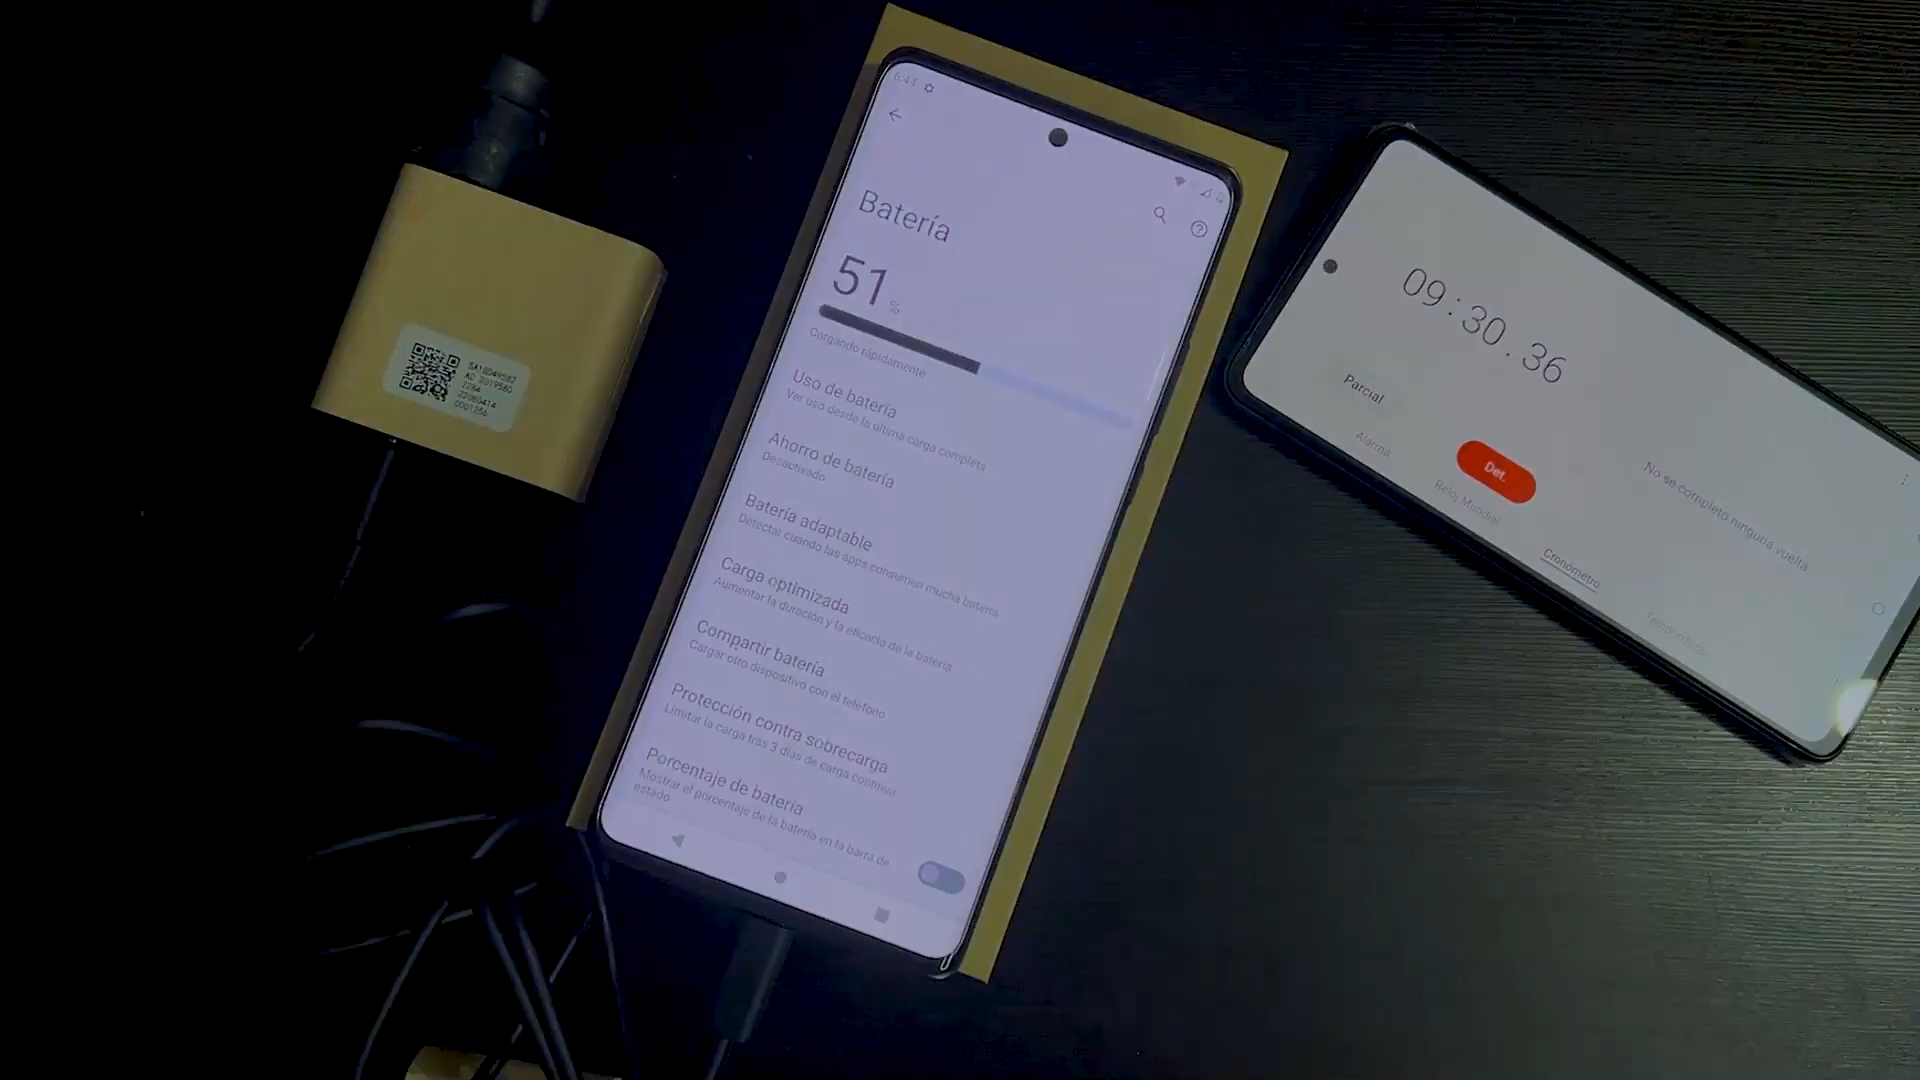 SA18D49582
6:44
Batería
51
%
Cargando rápidamente
Uso de batería
Ver uso desde la última carga completa
Ahorro de batería
Desactivado
Batería adaptable
Detectar cuando las apps consumen mucha batería
Carga optimizada
Aumentar la duración y la eficacia de la batería
Compartir batería
Cargar otro dispositivo con el teléfono
Protección contra sobrecarga
Limitar la carga tras 3 días de carga continua
Porcentaje de batería
Mostrar el porcentaje de la batería en la barra de
estado
09:30.36
Parcial
Det.
No se completó ninguna vuelta
Alarma
Reloj Mundial
Cronómetro
Temporizador